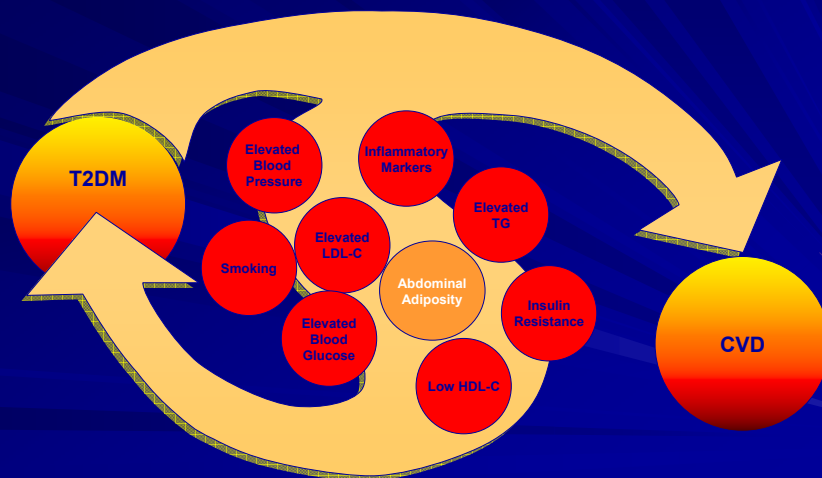 T2DM
Elevated
Blood
Pressure
Inflammatory
Markers
Elevated
TG
Elevated
LDL-C
Smoking
Abdominal
Adiposity
Insulin
Resistance
Elevated
Blood
Glucose
CVD
Low HDL-C